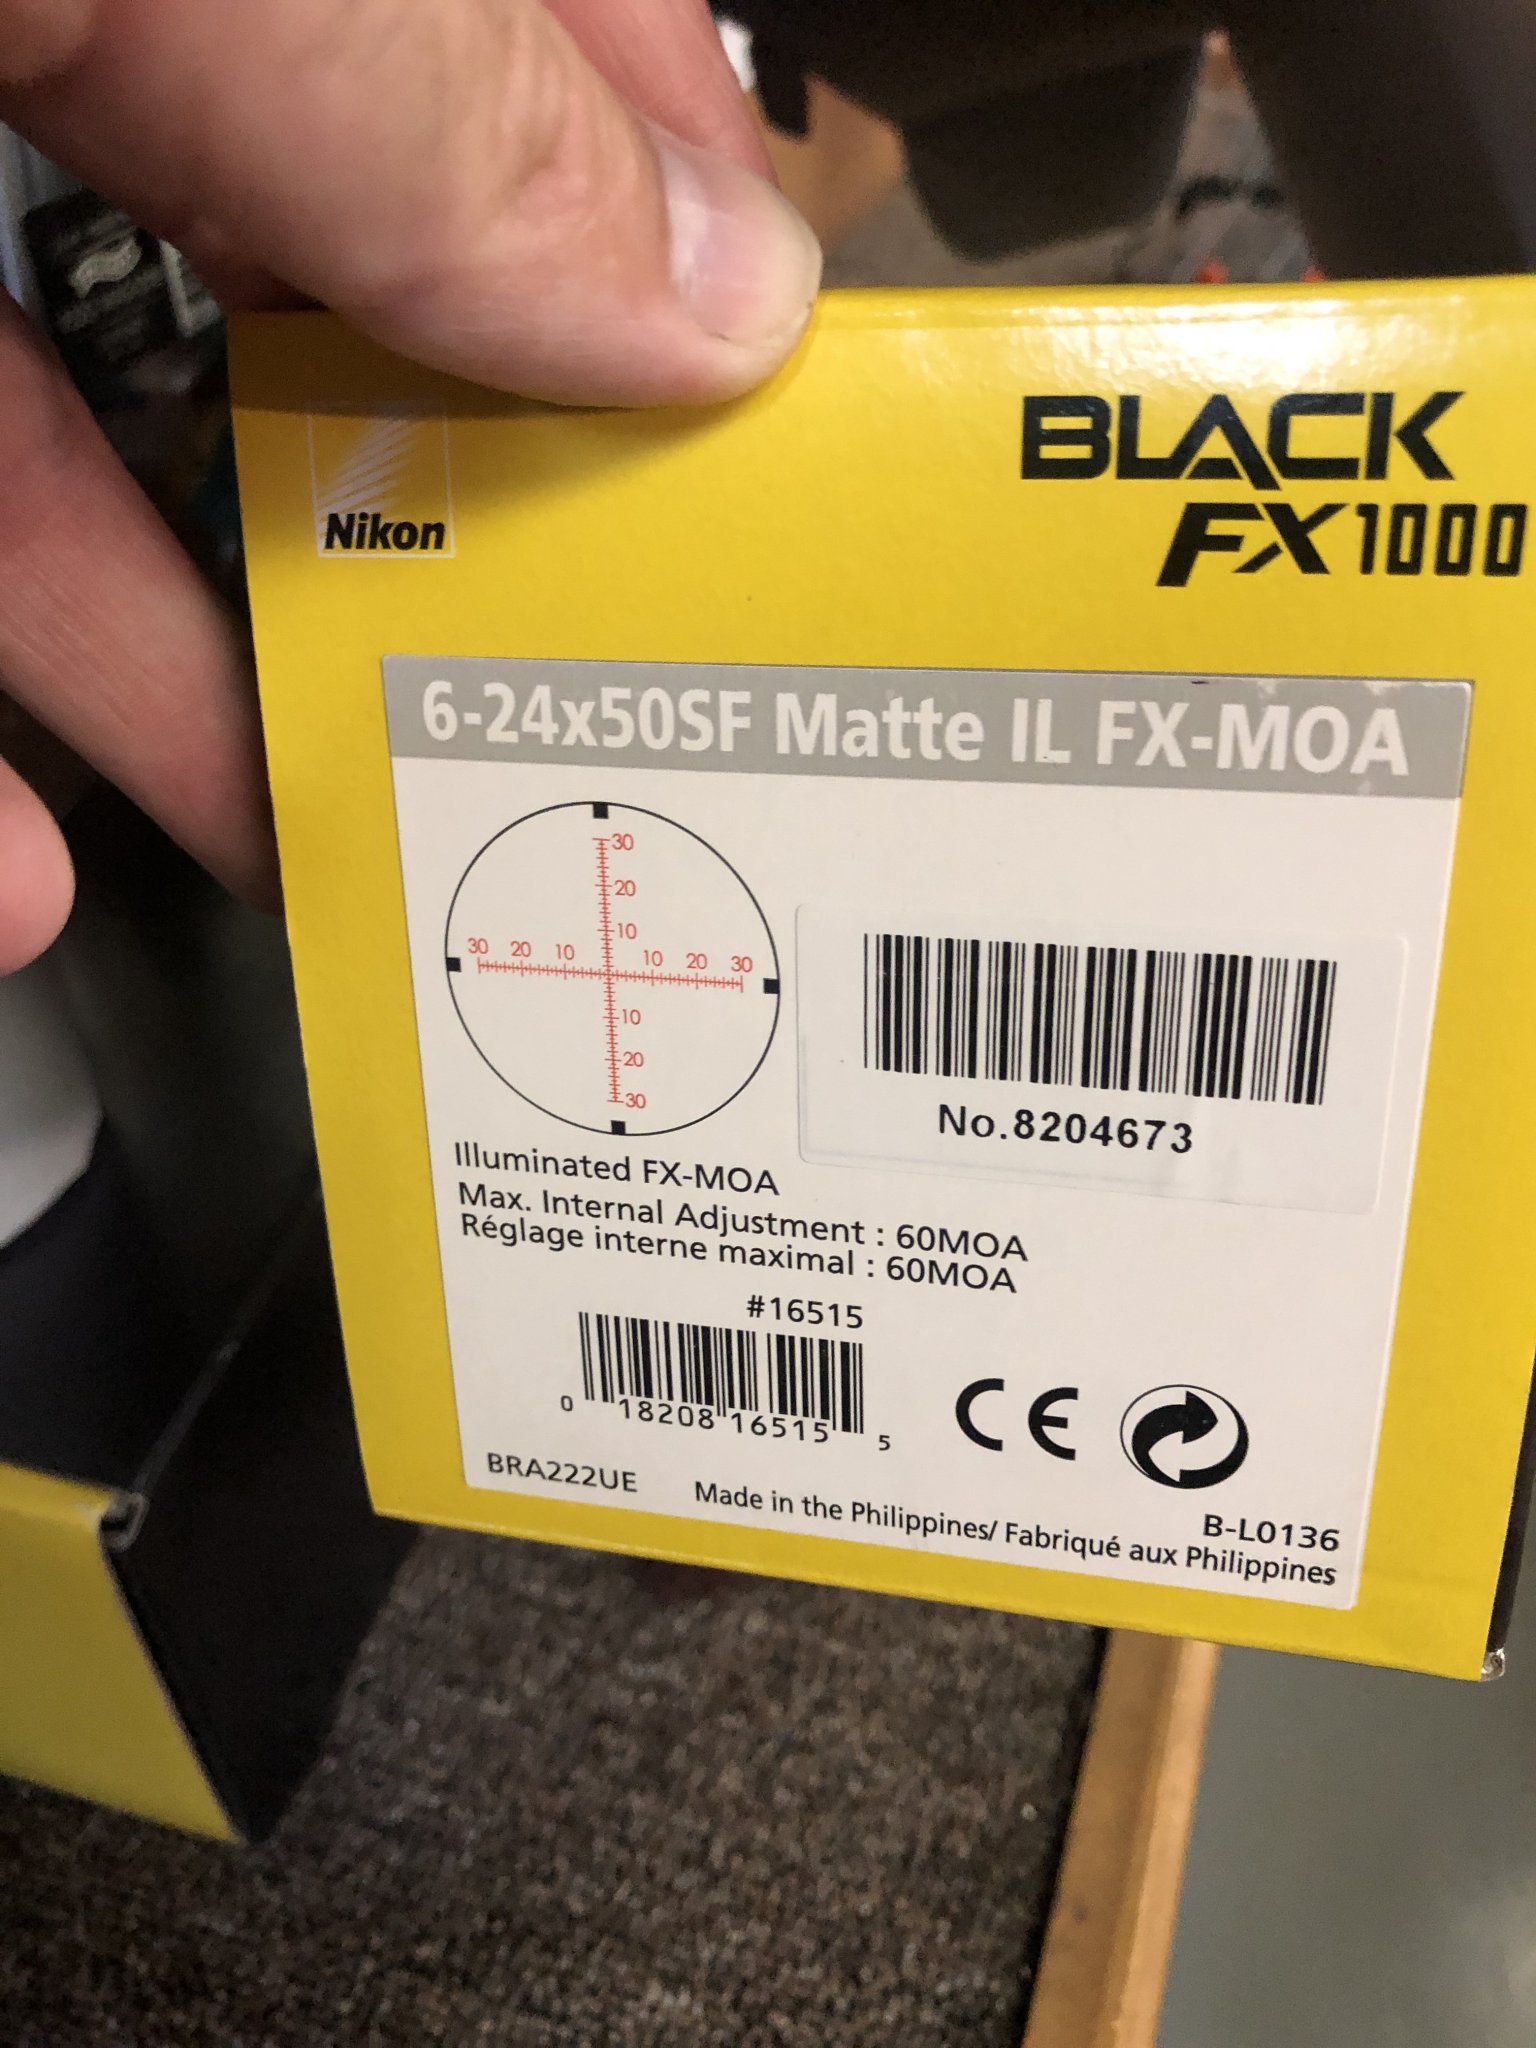 Nikon
BLACK
FX1000
6-24x50SF Matte IL FX-MOA
30
20
10
30 20 10 10 20 30
10
20
30
No.8204673
Illuminated FX-MOA
Max. Internal Adjustment : 60MOA
Réglage interne maximal : 60MOA
#16515
0 18208 16515 5
CE
BRA222UE
B-L0136
Made in the Philippines/ Fabriqué aux Philippines